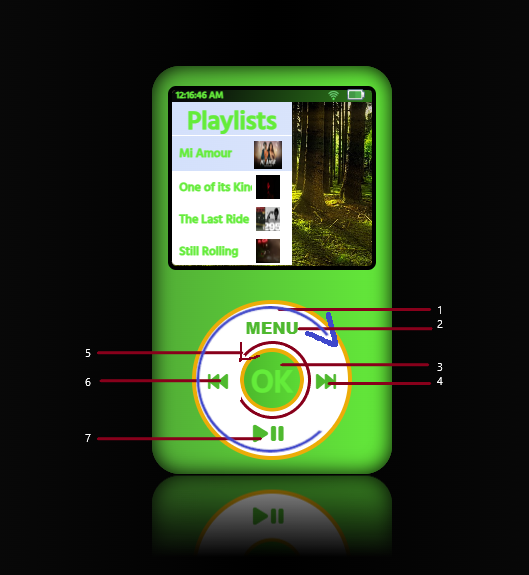 12:16:46 AM
Playlists
Mi Amour
One of its Kin
The Last Ride
Still Rolling
MENU
OK
1
2
3
4
5
6
7